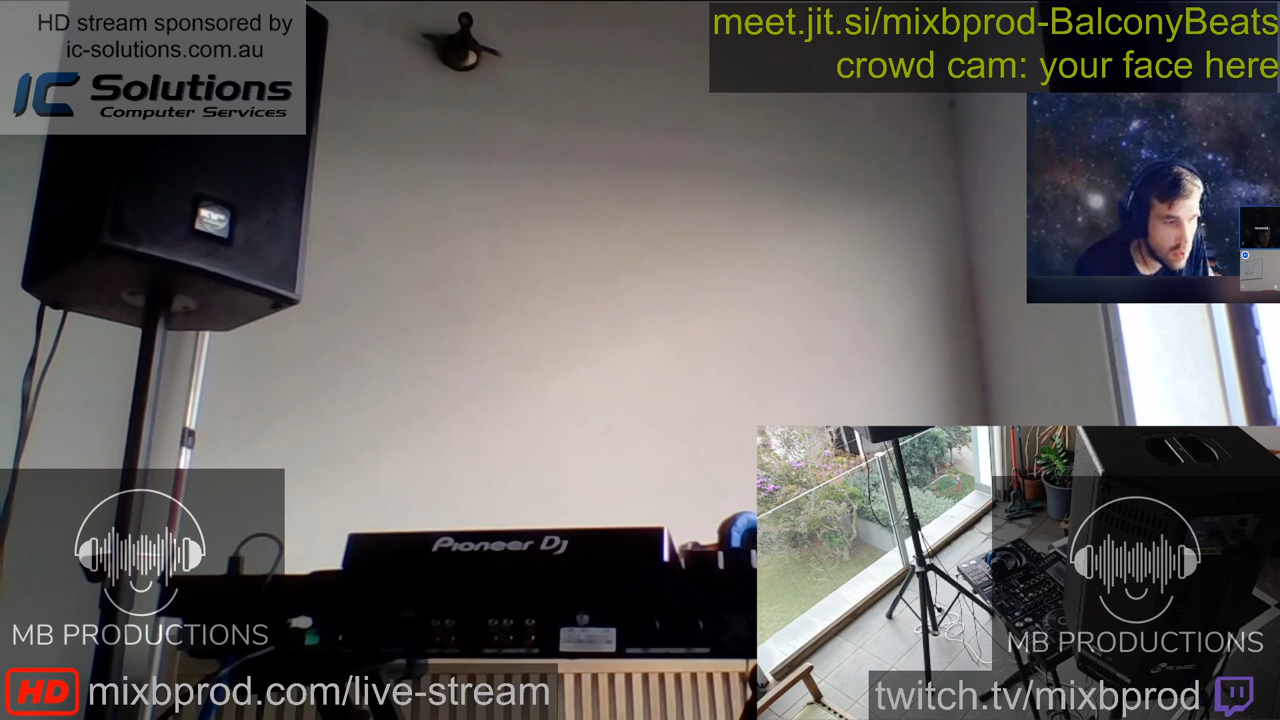 HD stream sponsored by
ic-solutions.com.au
IC Solutions
Computer Services
meet.jit.si/mixbprod-BalconyBeats
crowd cam: your face here
Pioneer Dj
MB PRODUCTIONS
MB PRODUCTIONS
HD mixbprod.com/live-stream
twitch.tv/mixbprod